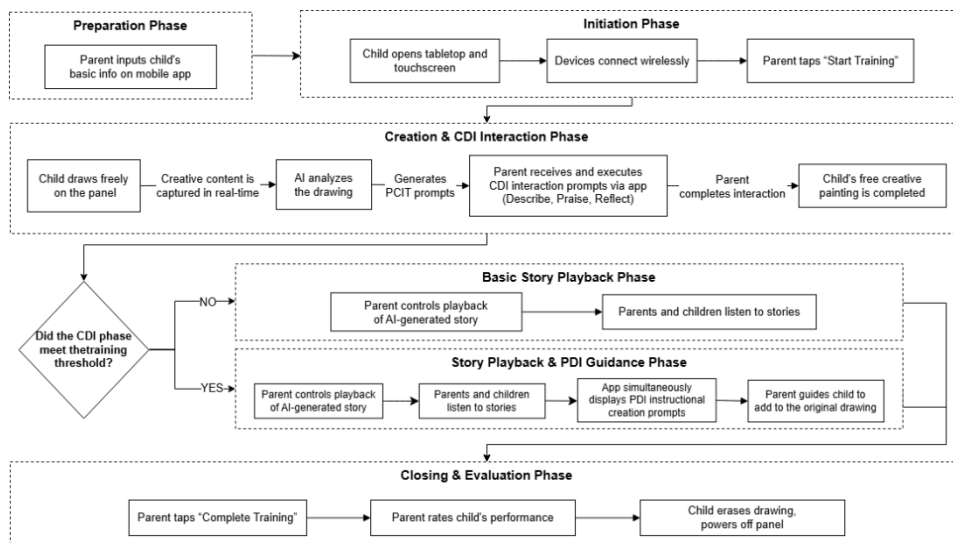 Preparation Phase
Parent inputs child's
basic info on mobile app
Initiation Phase
Child opens tabletop and
touchscreen
Devices connect wirelessly
Parent taps “Start Training”
Creation & CDI Interaction Phase
Child draws freely
on the panel
Creative content is
captured in real-time
AI analyzes
the drawing
Generates
PCIT prompts
Parent receives and executes
CDI interaction prompts via app
(Describe, Praise, Reflect)
Parent
completes interaction
Child's free creative
painting is completed
Did the CDI phase
meet thetraining
threshold?
NO
Basic Story Playback Phase
Parent controls playback
of AI-generated story
Parents and children listen to stories
YES
Story Playback & PDI Guidance Phase
Parent controls playback
of AI-generated story
Parents and children
listen to stories
App simultaneously
displays PDI instructional
creation prompts
Parent guides child to
add to the original drawing
Closing & Evaluation Phase
Parent taps “Complete Training”
Parent rates child's performance
Child erases drawing,
powers off panel